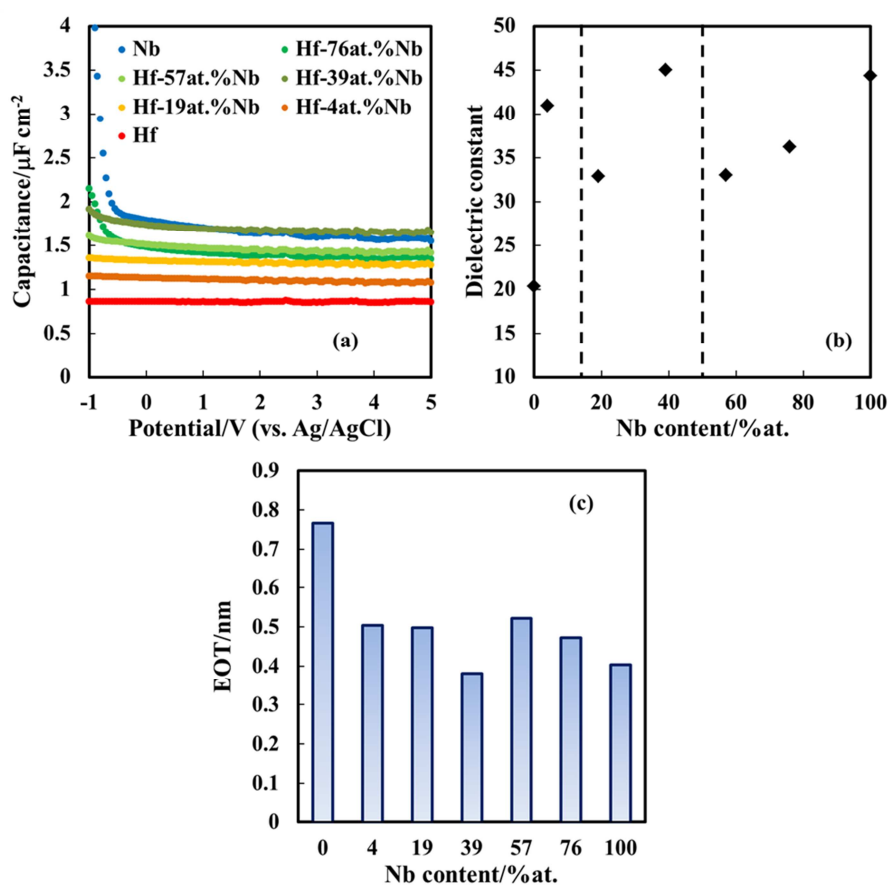 4
3.5
3
2.5
2
1.5
1
0.5
0
Capacitance/μF cm⁻²
Nb
Hf-76at.%Nb
Hf-57at.%Nb
Hf-39at.%Nb
Hf-19at.%Nb
Hf-4at.%Nb
Hf
(a)
-1 0 1 2 3 4 5
Potential/V (vs. Ag/AgCl)
50
45
40
35
30
25
20
15
10
Dielectric constant
(b)
0 20 40 60 80 100
Nb content/%at.
0.9
0.8
0.7
0.6
0.5
0.4
0.3
0.2
0.1
0
EOT/nm
(c)
0 4 19 39 57 76 100
Nb content/%at.